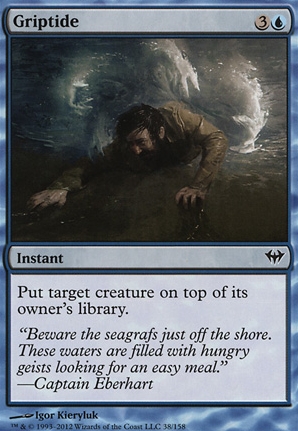 Griptide 3
Instant
Put target creature on top of its
owner's library.
“Beware the seagrafs just off the shore.
These waters are filled with hungry
geists looking for an easy meal.”
—Captain Eberhart
Igor Kieryluk
™ & © 1993–2012 Wizards of the Coast LLC 38/158